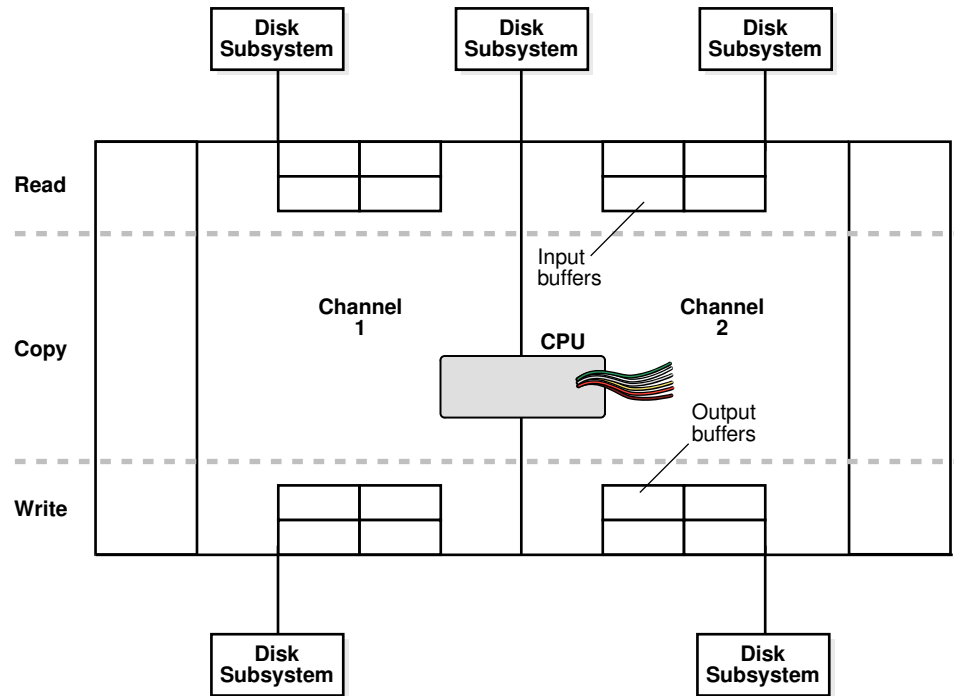 Disk
Subsystem
Disk
Subsystem
Disk
Subsystem
Read
Input
buffers
Channel
1
Channel
2
Copy
CPU
Output
buffers
Write
Disk
Subsystem
Disk
Subsystem